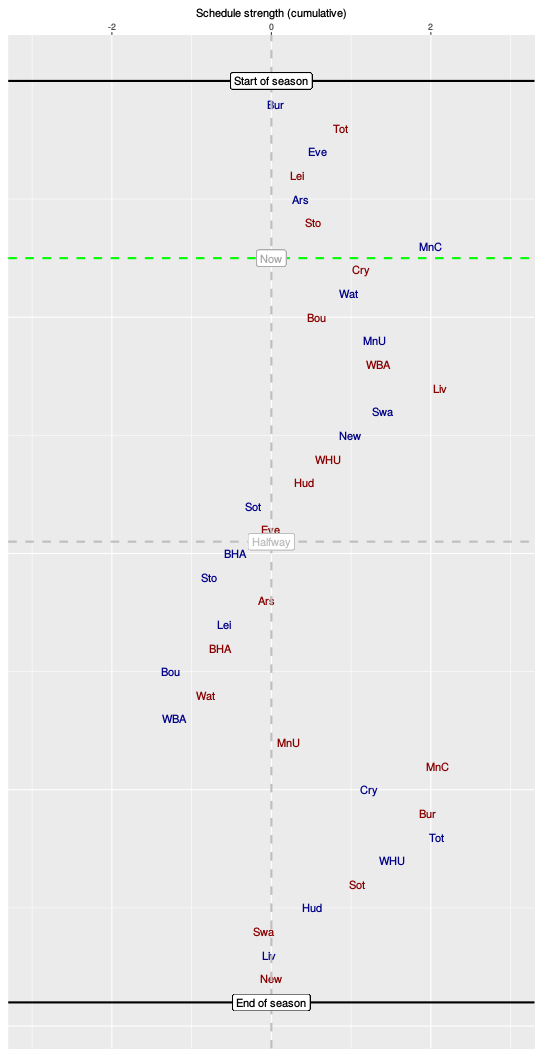 Schedule strength (cumulative)
-2 0 2
Start of season
Bur
Tot
Eve
Lei
Ars
Sto
MnC
Now
Cry
Wat
Bou
MnU
WBA
Liv
Swa
New
WHU
Hud
Sot
Eve
Halfway
BHA
Sto
Ars
Lei
BHA
Bou
Wat
WBA
MnU
MnC
Cry
Bur
Tot
WHU
Sot
Hud
Swa
Liv
New
End of season